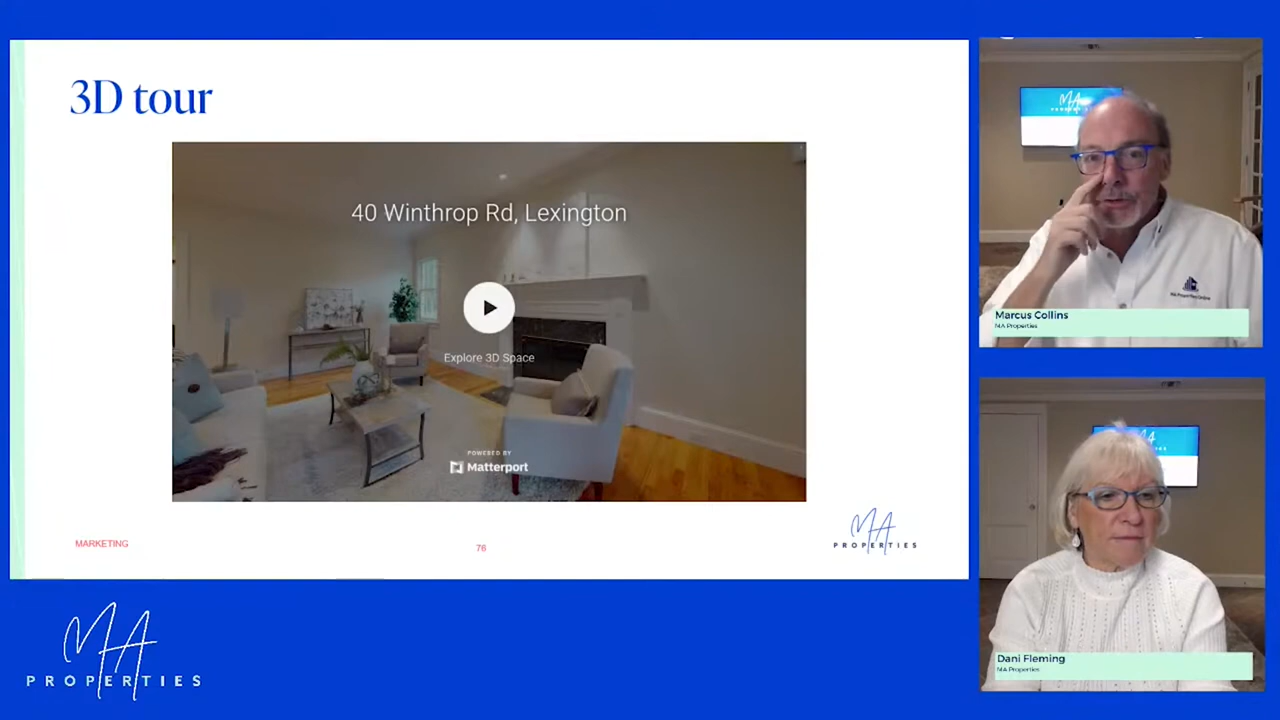 3D tour
40 Winthrop Rd, Lexington
Explore 3D Space
POWERED BY
Matterport
MARKETING
76
MA
PROPERTIES
MA
PROPERTIES
MA
Marcus Collins
MA Properties
Dani Fleming
MA Properties